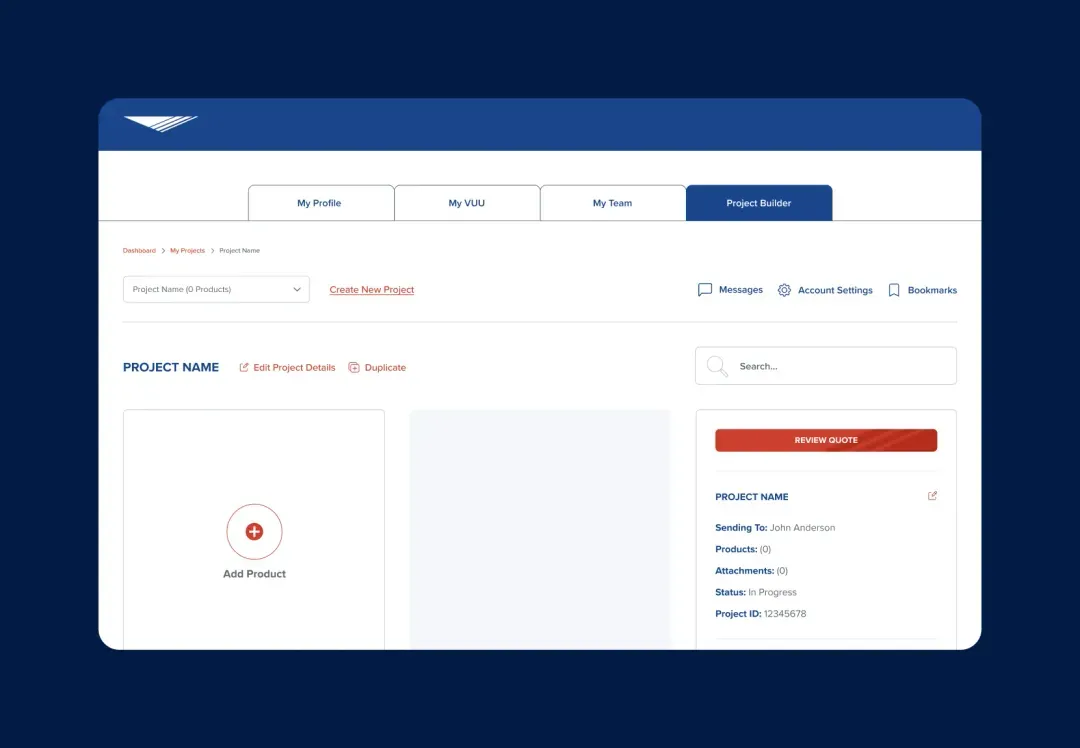 My Profile
My VUU
My Team
Project Builder
Dashboard > My Projects > Project Name
Project Name (0 Products)
Create New Project
Messages
Account Settings
Bookmarks
PROJECT NAME
Edit Project Details
Duplicate
Search...
Add Product
REVIEW QUOTE
PROJECT NAME
Sending To: John Anderson
Products: (0)
Attachments: (0)
Status: In Progress
Project ID: 12345678